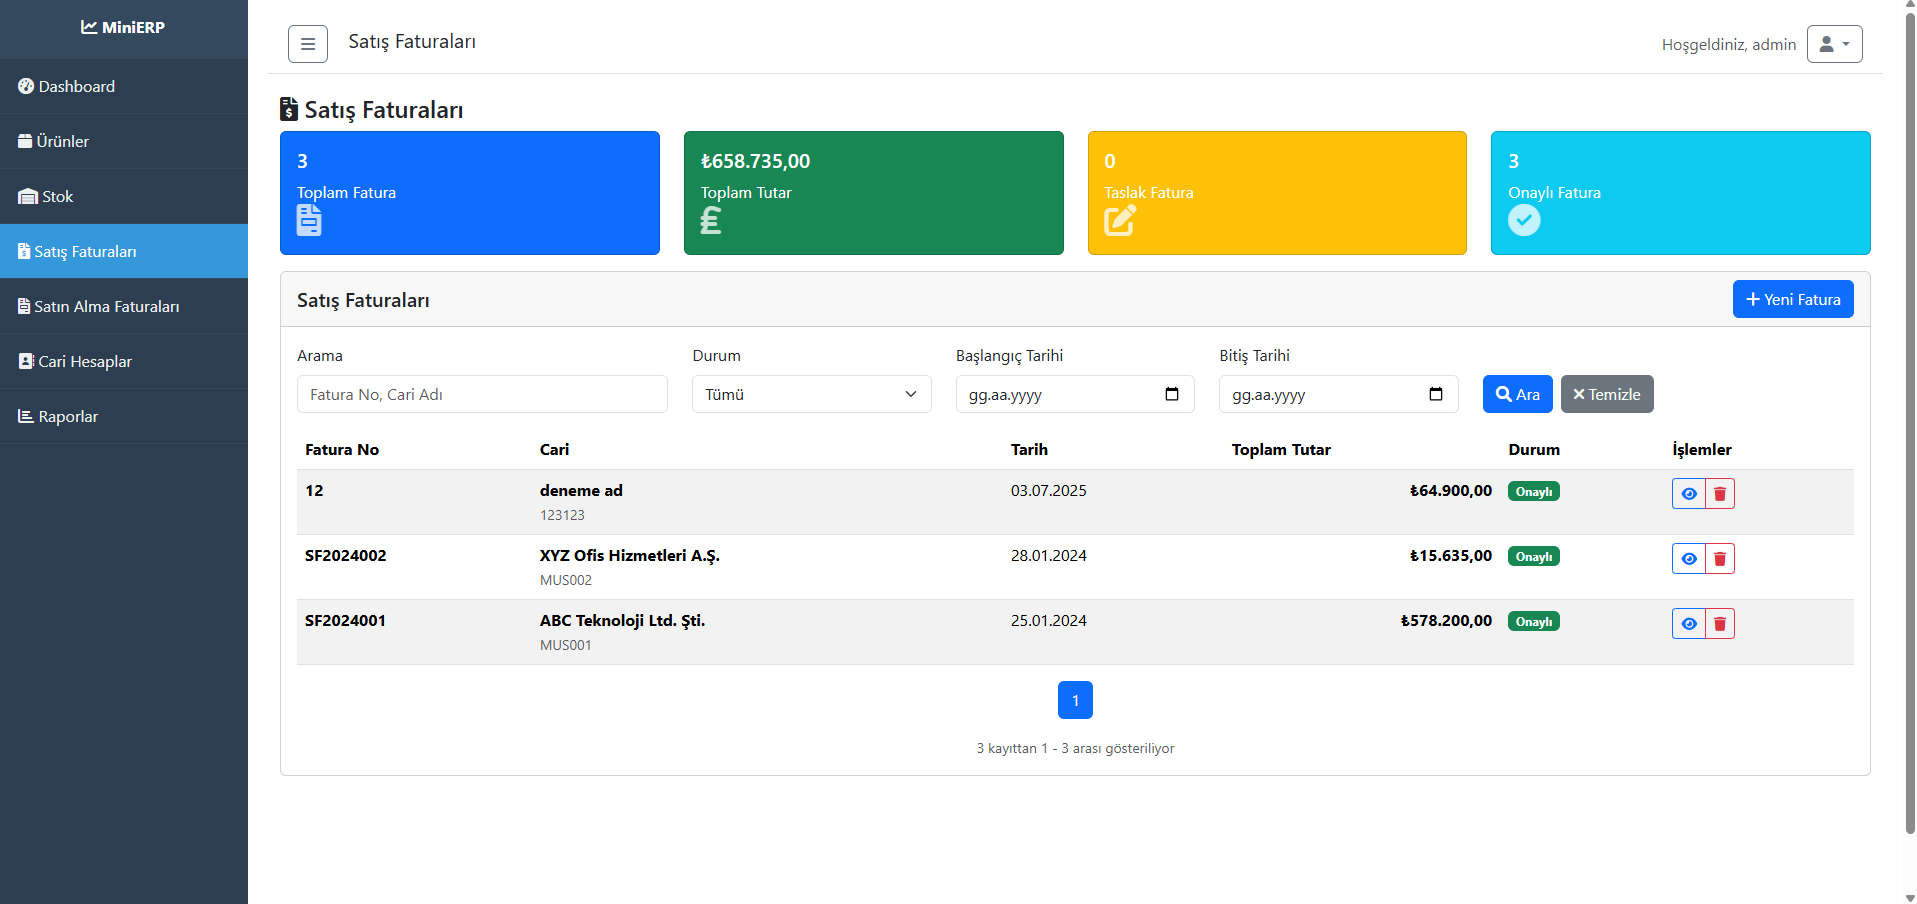 MiniERP
Dashboard
Ürünler
Stok
Satış Faturaları
Satın Alma Faturaları
Cari Hesaplar
Raporlar
Satış Faturaları
Hoşgeldiniz, admin
Satış Faturaları
3
Toplam Fatura
₺658.735,00
Toplam Tutar
0
Taslak Fatura
3
Onaylı Fatura
Satış Faturaları
Yeni Fatura
Arama
Durum
Başlangıç Tarihi
Bitiş Tarihi
Fatura No, Cari Adı
Tümü
gg.aa.yyyy
gg.aa.yyyy
Ara
Temizle
Fatura No Cari Tarih Toplam Tutar Durum İşlemler
12 deneme ad 03.07.2025 ₺64.900,00 Onaylı
123123
SF2024002 XYZ Ofis Hizmetleri A.Ş. 28.01.2024 ₺15.635,00 Onaylı
MUS002
SF2024001 ABC Teknoloji Ltd. Şti. 25.01.2024 ₺578.200,00 Onaylı
MUS001
1
3 kayıttan 1 - 3 arası gösteriliyor